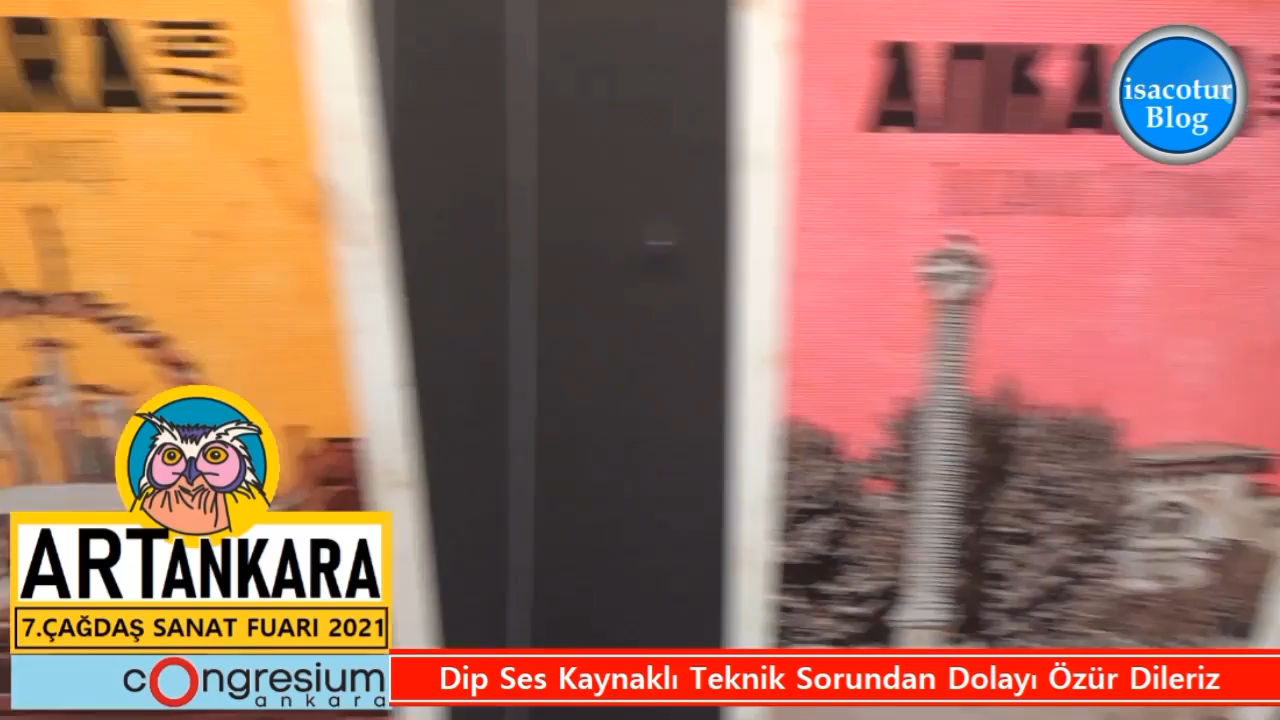 isacotur
Blog
ARTANKARA
7.ÇAĞDAŞ SANAT FUARI 2021
congresium
ankara
Dip Ses Kaynaklı Teknik Sorundan Dolayı Özür Dileriz